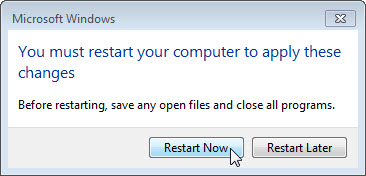 Microsoft Windows
You must restart your computer to apply these
changes
Before restarting, save any open files and close all programs.
Restart Now
Restart Later